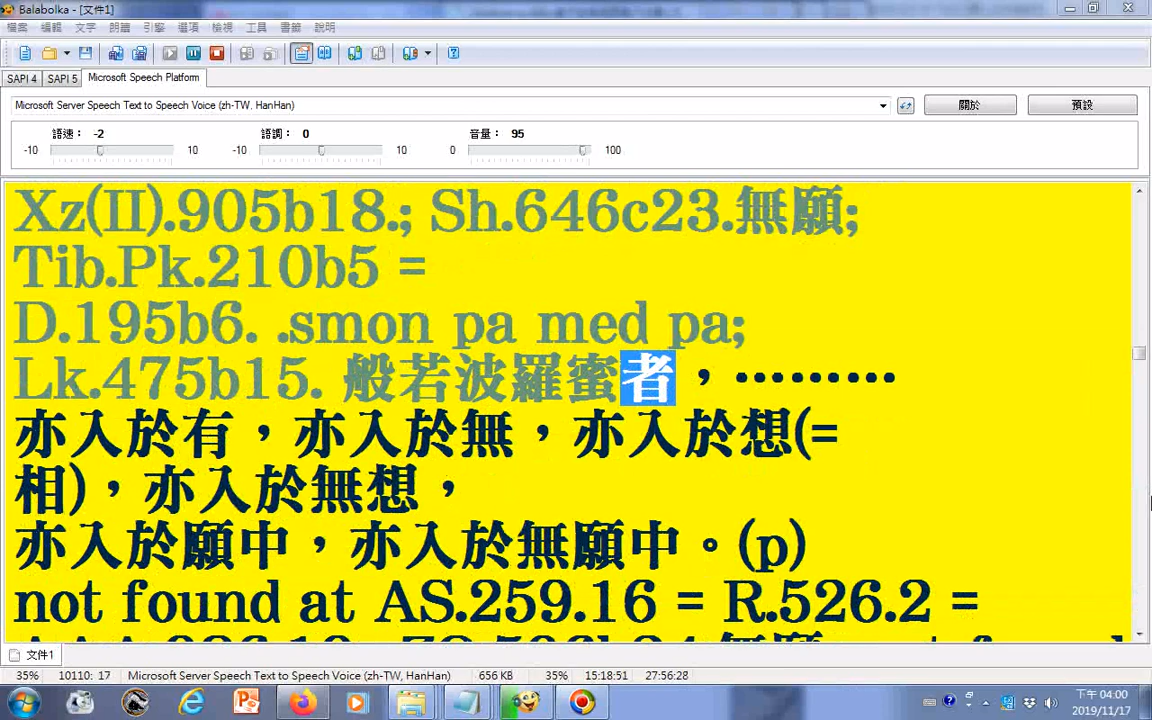 Balabolka - [文件1]
檔案 編輯 文字 朗讀 引擎 選項 檢視 工具 書籤 說明
SAPI 4 SAPI 5 Microsoft Speech Platform
Microsoft Server Speech Text to Speech Voice (zh-TW, HanHan) 關於 預設
語速： -2 語調： 0 音量： 95
-10 10 -10 10 0 100
Xz(II).905b18.; Sh.646c23.無願;
Tib.Pk.210b5 =
D.195b6. .smon pa med pa;
Lk.475b15. 般若波羅蜜者，………
亦入於有，亦入於無，亦入於想(=
相)，亦入於無想，
亦入於願中，亦入於無願中。(p)
not found at AS.259.16 = R.526.2 =
文件1
35% 10110: 17 Microsoft Server Speech Text to Speech Voice (zh-TW, HanHan) 656 KB 35% 15:18:51 27:56:28
下午 04:00
2019/11/17